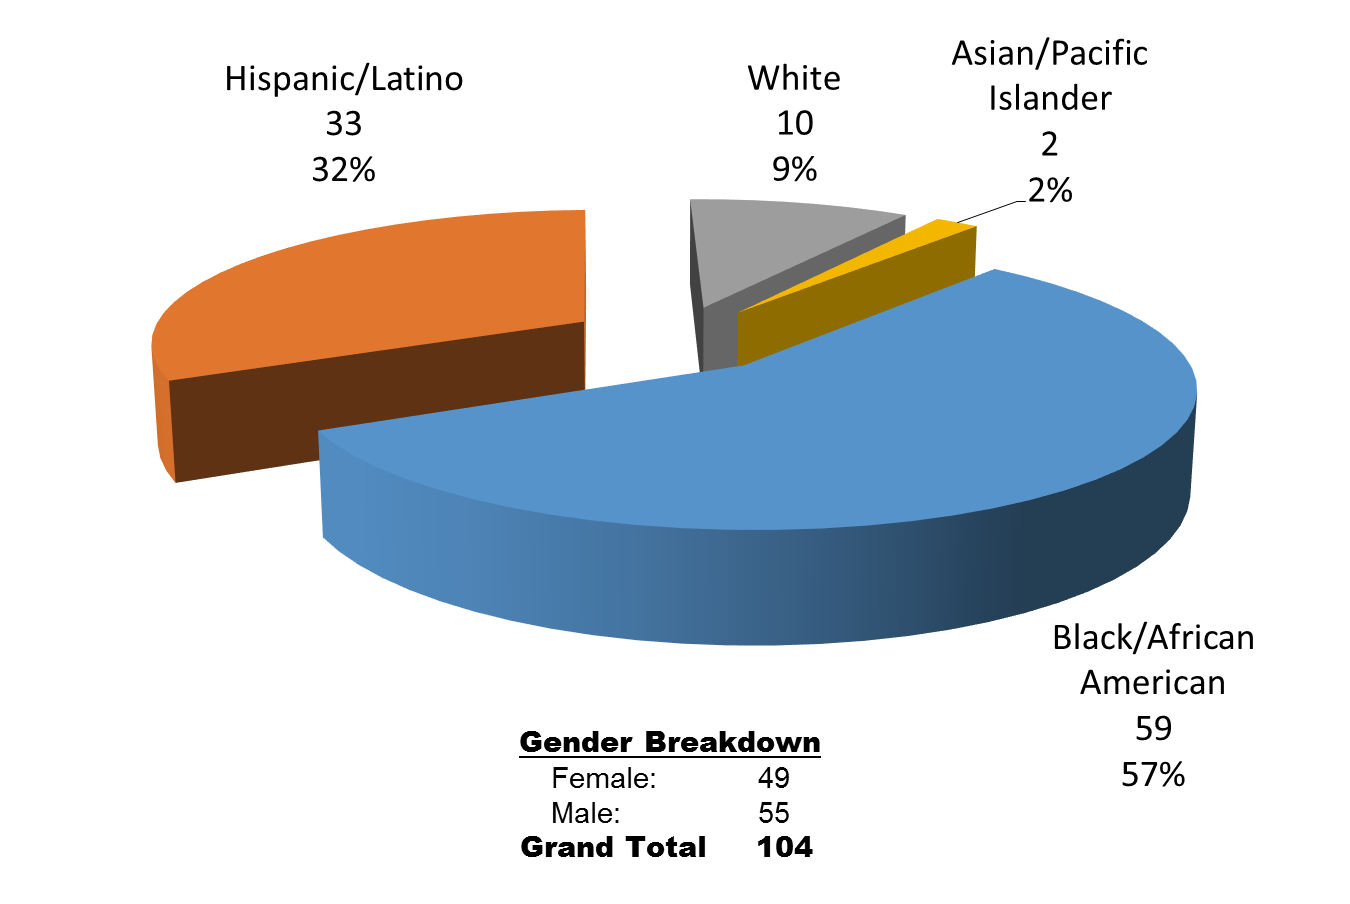 Hispanic/Latino
33
32%
White
10
9%
Asian/Pacific
Islander
2
2%
Black/African
American
59
57%
Gender Breakdown
Female: 49
Male: 55
Grand Total 104